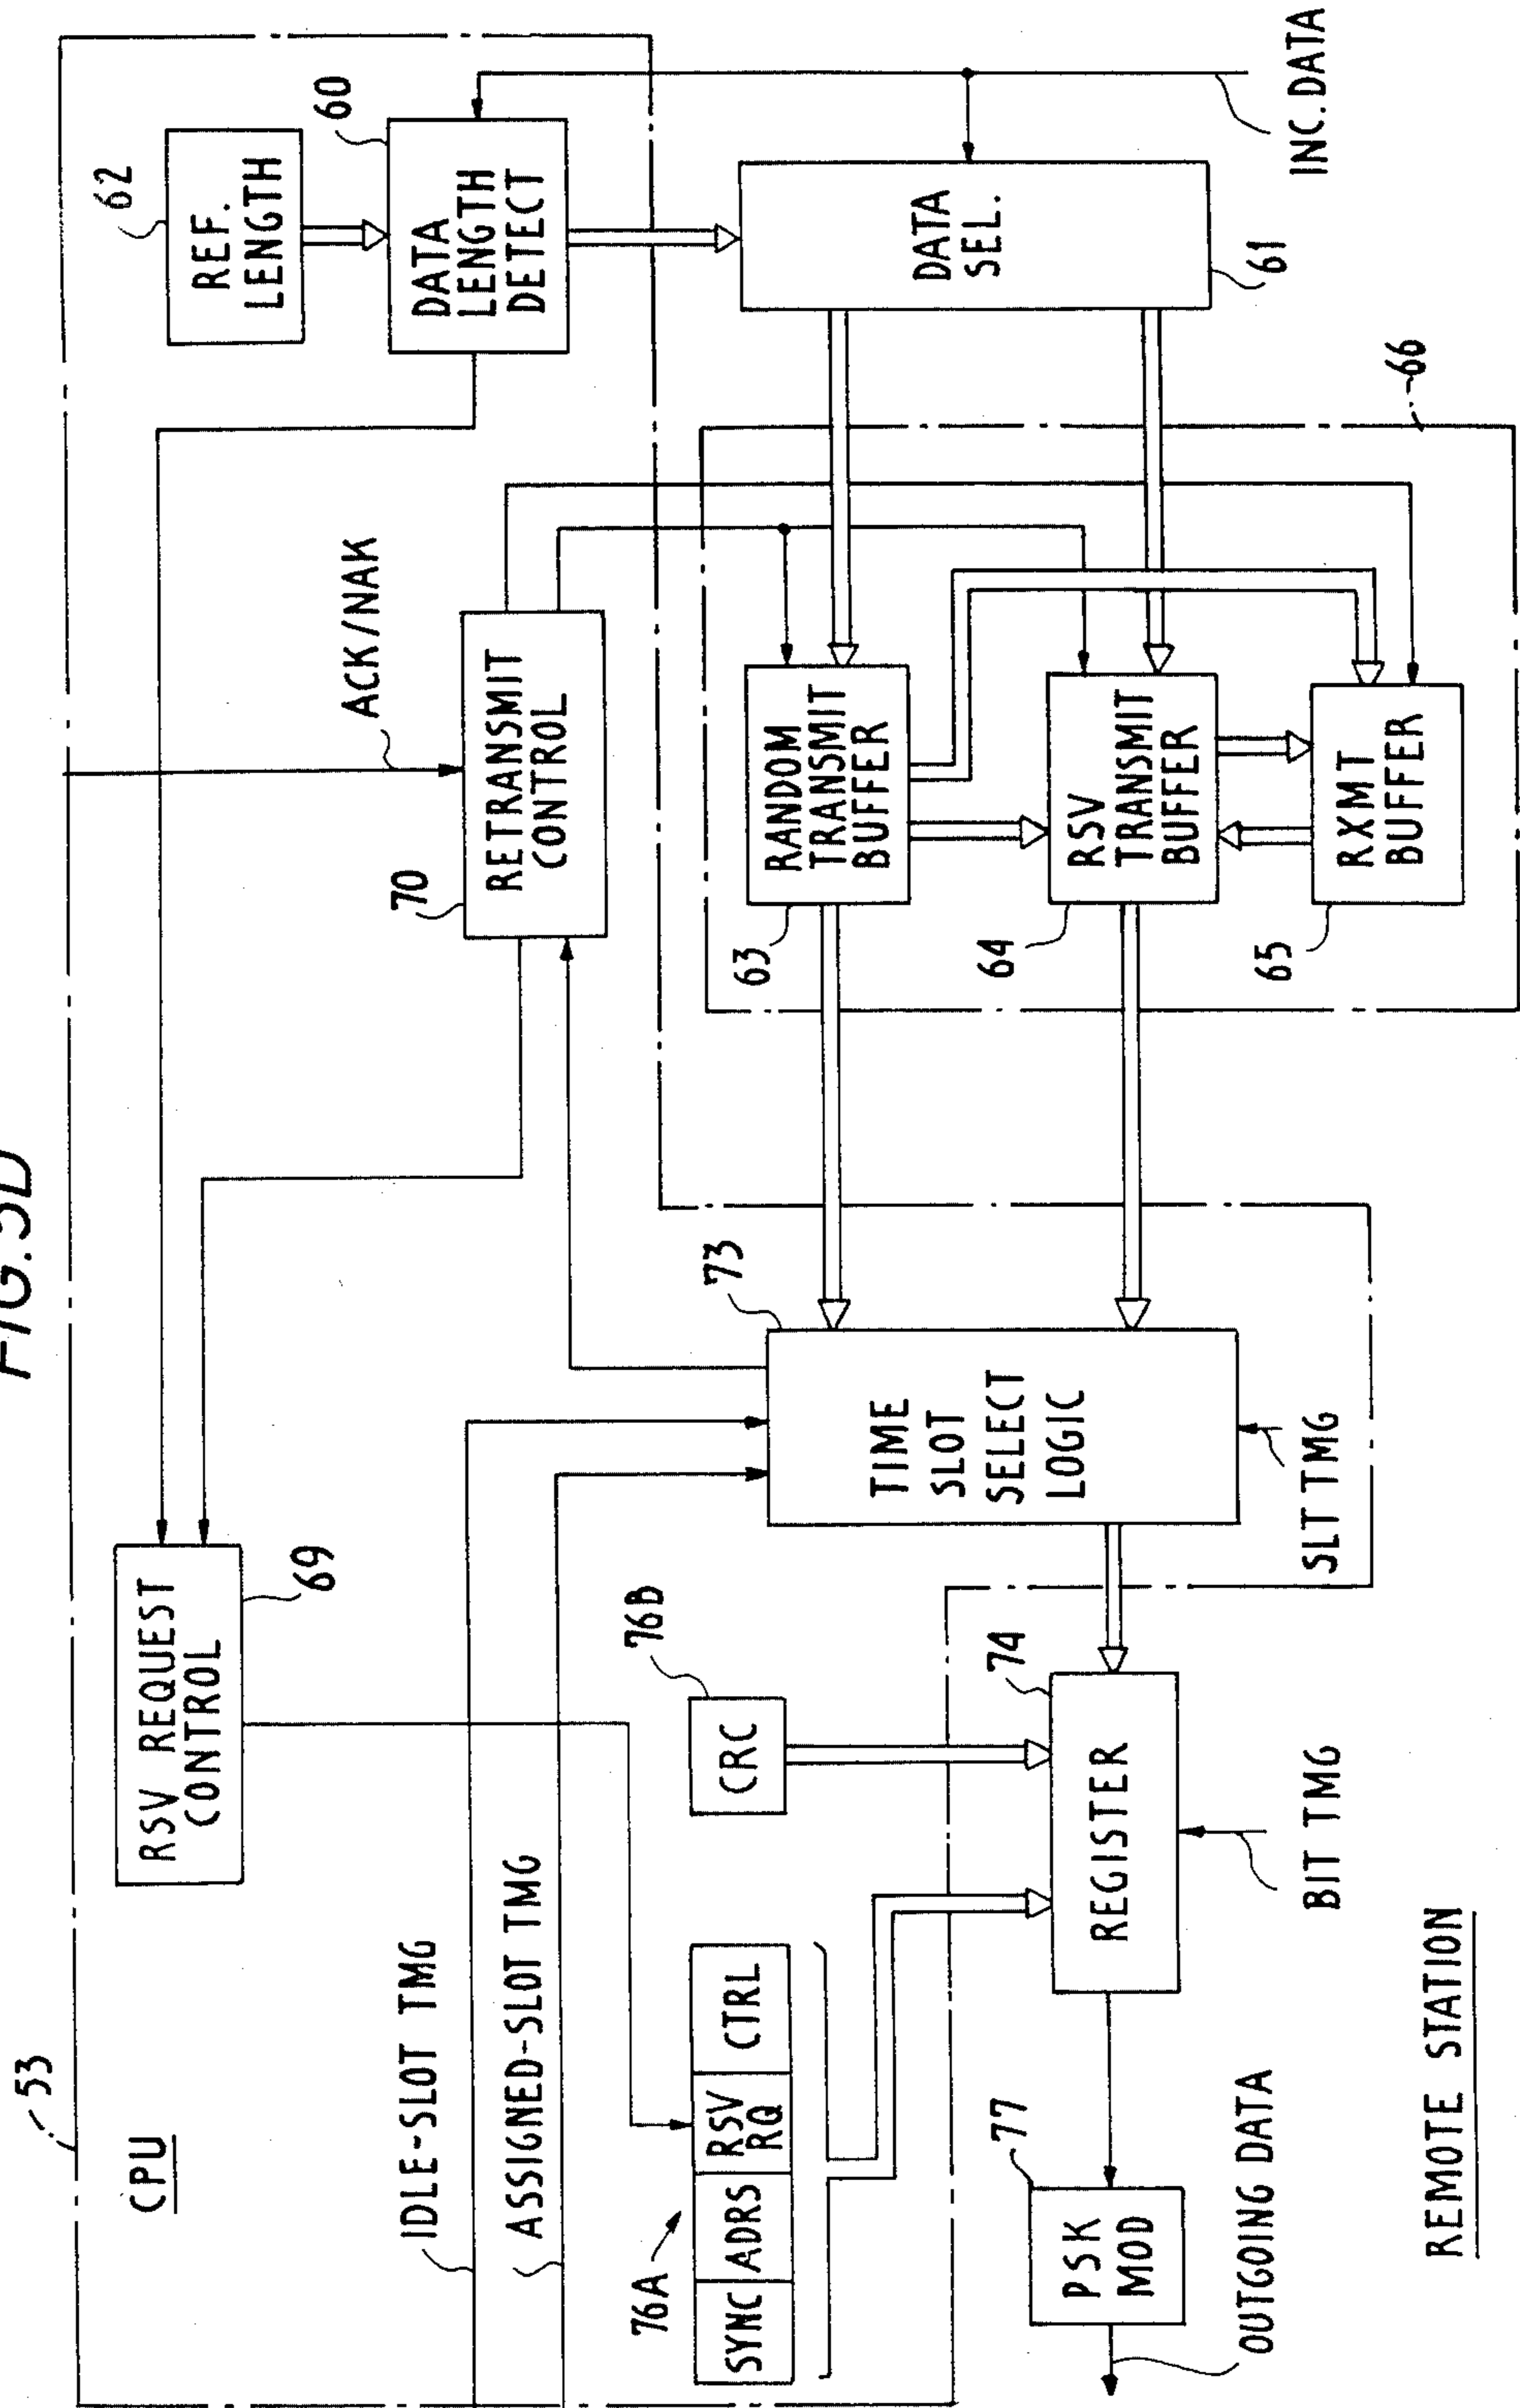 FIG. 5D
53
CPU
RSV REQUEST
CONTROL
69
62
REF.
LENGTH
60
DATA
LENGTH
DETECT
ACK/NAK
70
RETRANSMIT
CONTROL
IDLE-SLOT TMG
ASSIGNED-SLOT TMG
76A
SYNC
ADRS
RSV
RQ
CTRL
76B
CRC
73
TIME
SLOT
SELECT
LOGIC
SLT TMG
63
RANDOM
TRANSMIT
BUFFER
64
RSV
TRANSMIT
BUFFER
65
RXMT
BUFFER
66
DATA
SEL.
61
INC.DATA
77
PSK
MOD
74
REGISTER
BIT TMG
OUTGOING DATA
REMOTE STATION